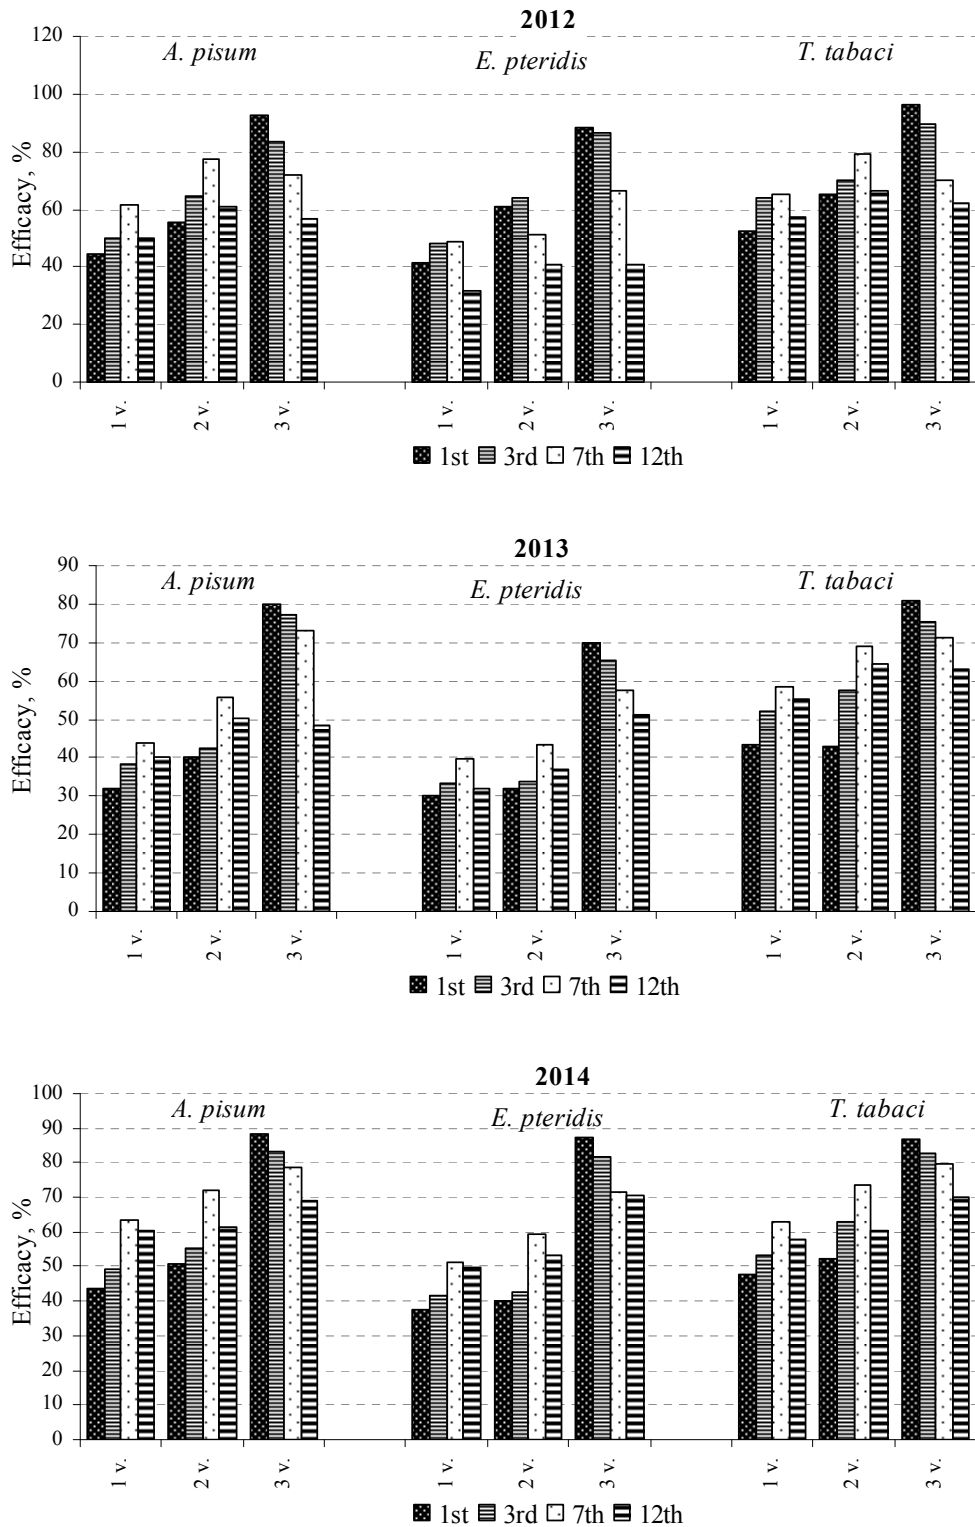 2012
120
100
80
60
40
20
0
Efficacy, %
A. pisum
E. pteridis
T. tabaci
1 v.
2 v.
3 v.
1 v.
2 v.
3 v.
1 v.
2 v.
3 v.
1st 3rd 7th 12th
2013
90
80
70
60
50
40
30
20
10
0
Efficacy, %
A. pisum
E. pteridis
T. tabaci
1 v.
2 v.
3 v.
1 v.
2 v.
3 v.
1 v.
2 v.
3 v.
1st 3rd 7th 12th
2014
100
90
80
70
60
50
40
30
20
10
0
Efficacy, %
A. pisum
E. pteridis
T. tabaci
1 v.
2 v.
3 v.
1 v.
2 v.
3 v.
1 v.
2 v.
3 v.
1st 3rd 7th 12th